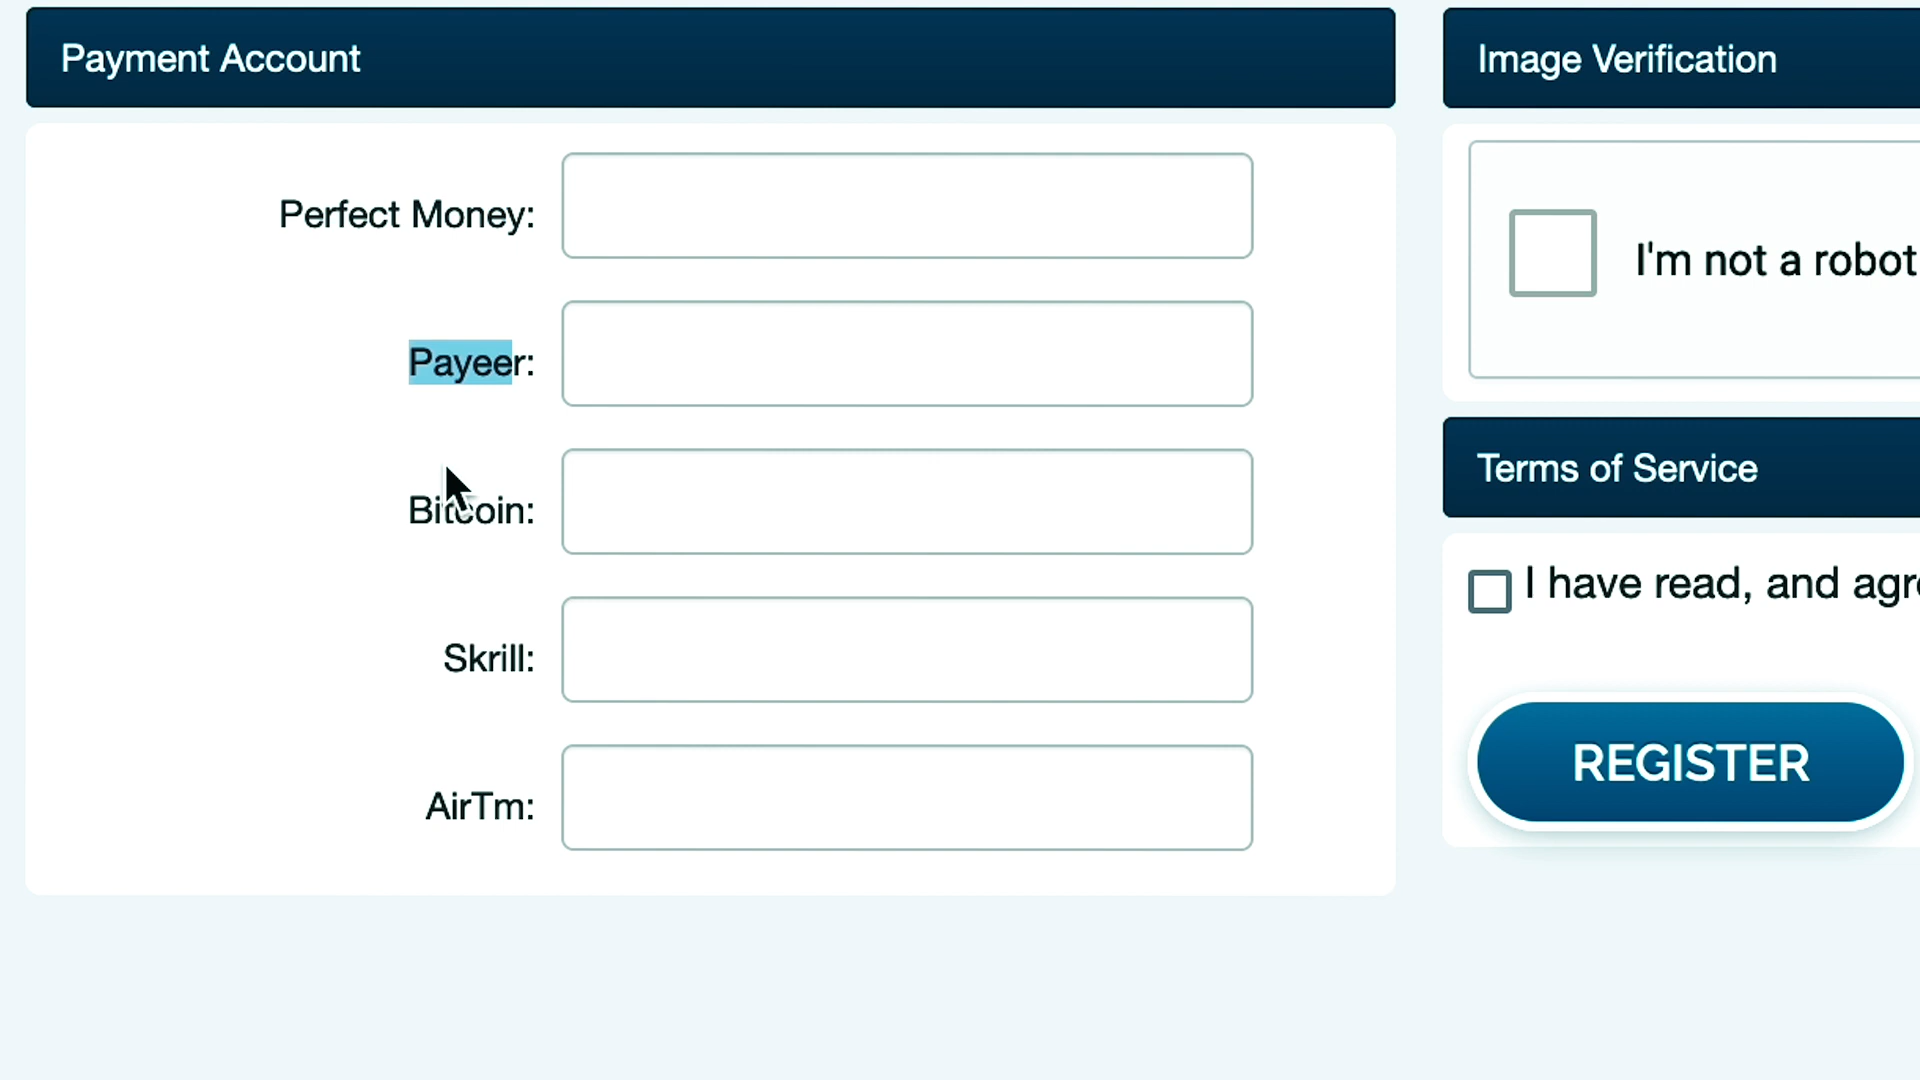 Payment Account
Perfect Money:
Payeer:
Bitcoin:
Skrill:
AirTm:
Image Verification
I'm not a robot
Terms of Service
I have read, and agre
REGISTER